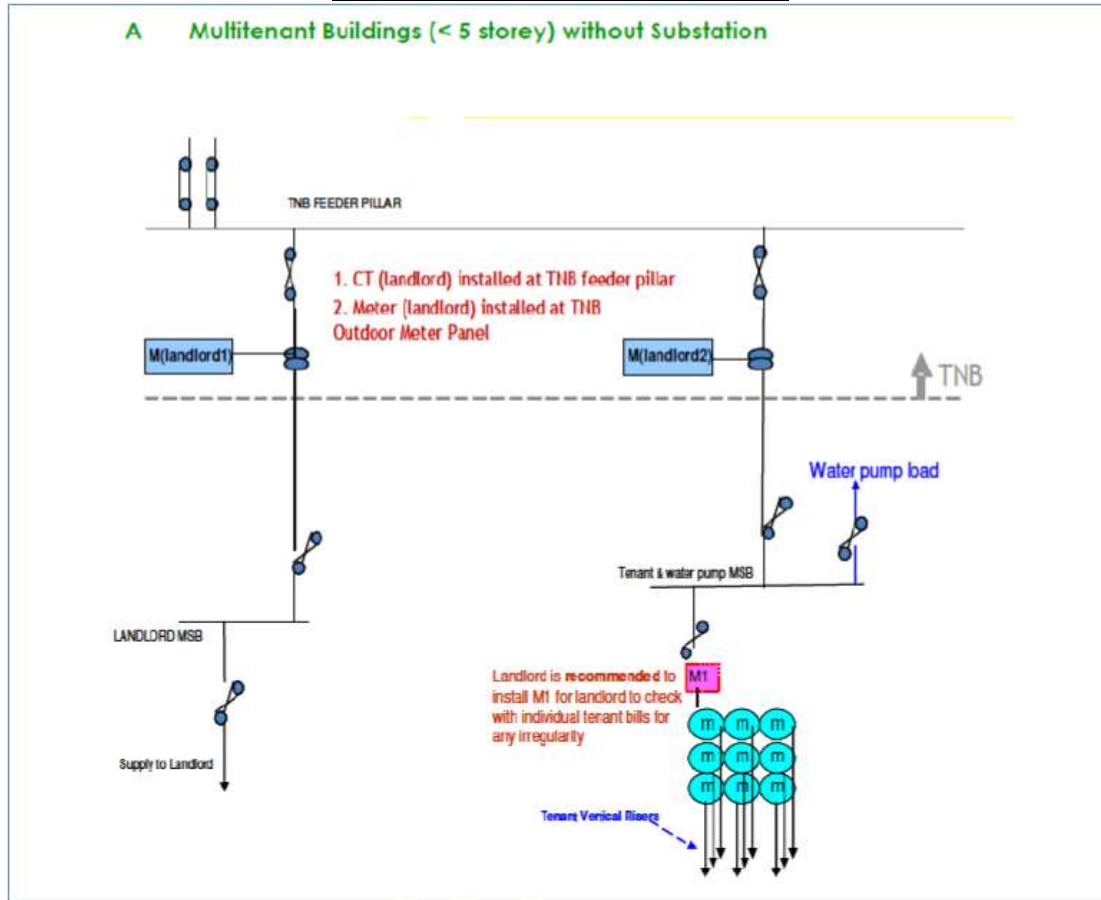 A Multitenant Buildings (< 5 storey) without Substation
TNB FEEDER PILLAR
1. CT (landlord) installed at TNB feeder pillar
2. Meter (landlord) installed at TNB
Outdoor Meter Panel
M(landlord1)
M(landlord2)
TNB
Water pump load
Tenant & water pump MSB
LANDLORD MSB
Landlord is recommended to
install M1 for landlord to check
with individual tenant bills for
any irregularity
M1
m m m
m m m
m m m
Supply to Landlord
Tenant Vertical Risers